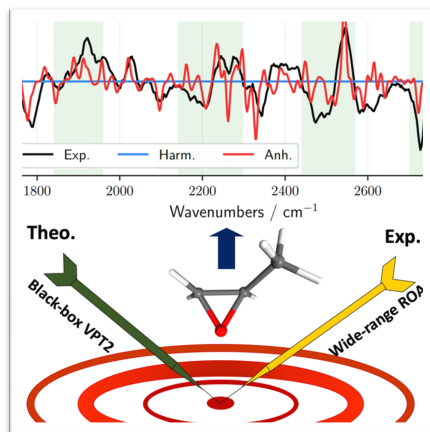 Exp. Harm. Anh.
1800 2000 2200 2400 2600
Wavenumbers / cm⁻¹
Theo. Exp.
Black-box VPT2 Wide-range ROA